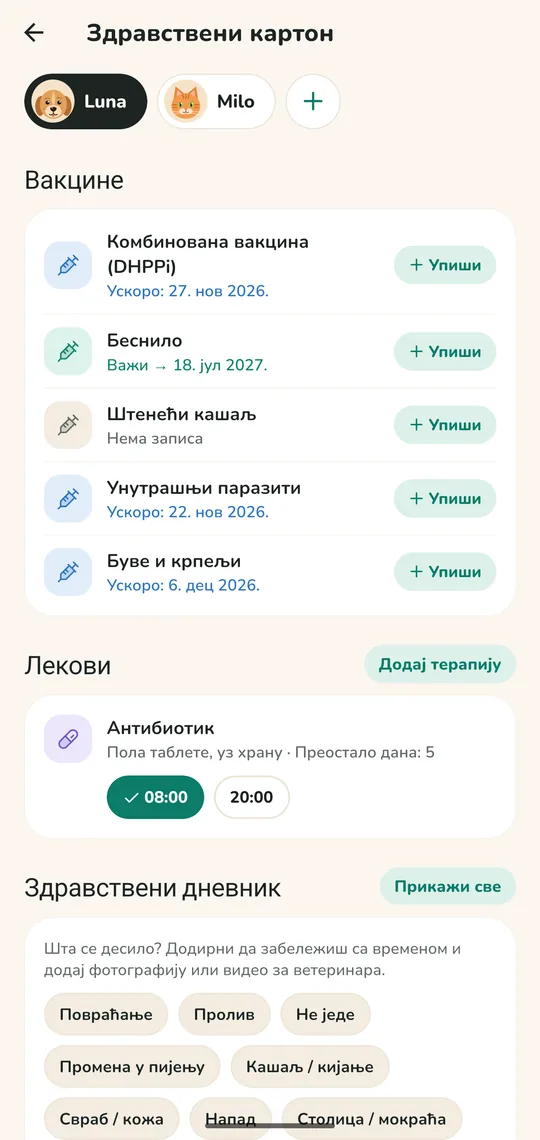 Здравствени картон
Luna
Milo
Вакцине
Комбинована вакцина
(DHPPi)
Ускоро: 27. нов 2026.
+ Упиши
Беснило
Важи → 18. јул 2027.
+ Упиши
Штенећи кашаљ
Нема записа
+ Упиши
Унутрашњи паразити
Ускоро: 22. нов 2026.
+ Упиши
Буве и крпељи
Ускоро: 6. дец 2026.
+ Упиши
Лекови
Додај терапију
Антибиотик
Пола таблете, уз храну · Преостало дана: 5
08:00
20:00
Здравствени дневник
Прикажи све
Шта се десило? Додирни да забележиш са временом и
додај фотографију или видео за ветеринара.
Повраћање
Пролив
Не једе
Промена у пијењу
Кашаљ / кијање
Свраб / кожа
Напад
Столица / мокраћа